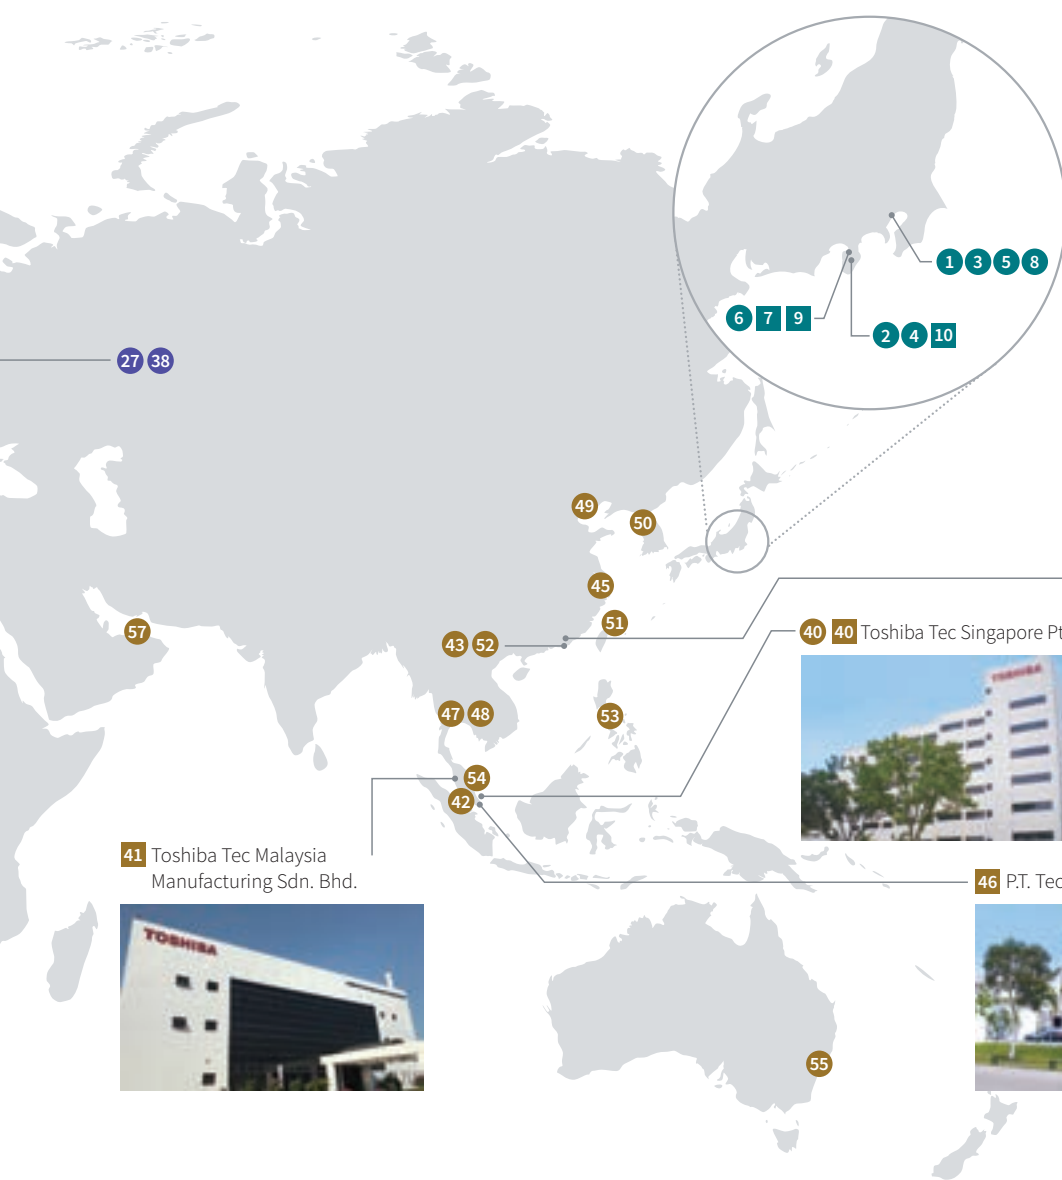 1 3 5 8
6 7 9
2 4 10
27 38
49
50
45
51
57
43 52
40 40 Toshiba Tec Singapore Pt
47 48
53
TOSHIBA
54
42
41 Toshiba Tec Malaysia
Manufacturing Sdn. Bhd.
46 P.T. Tec
TOSHIBA
55